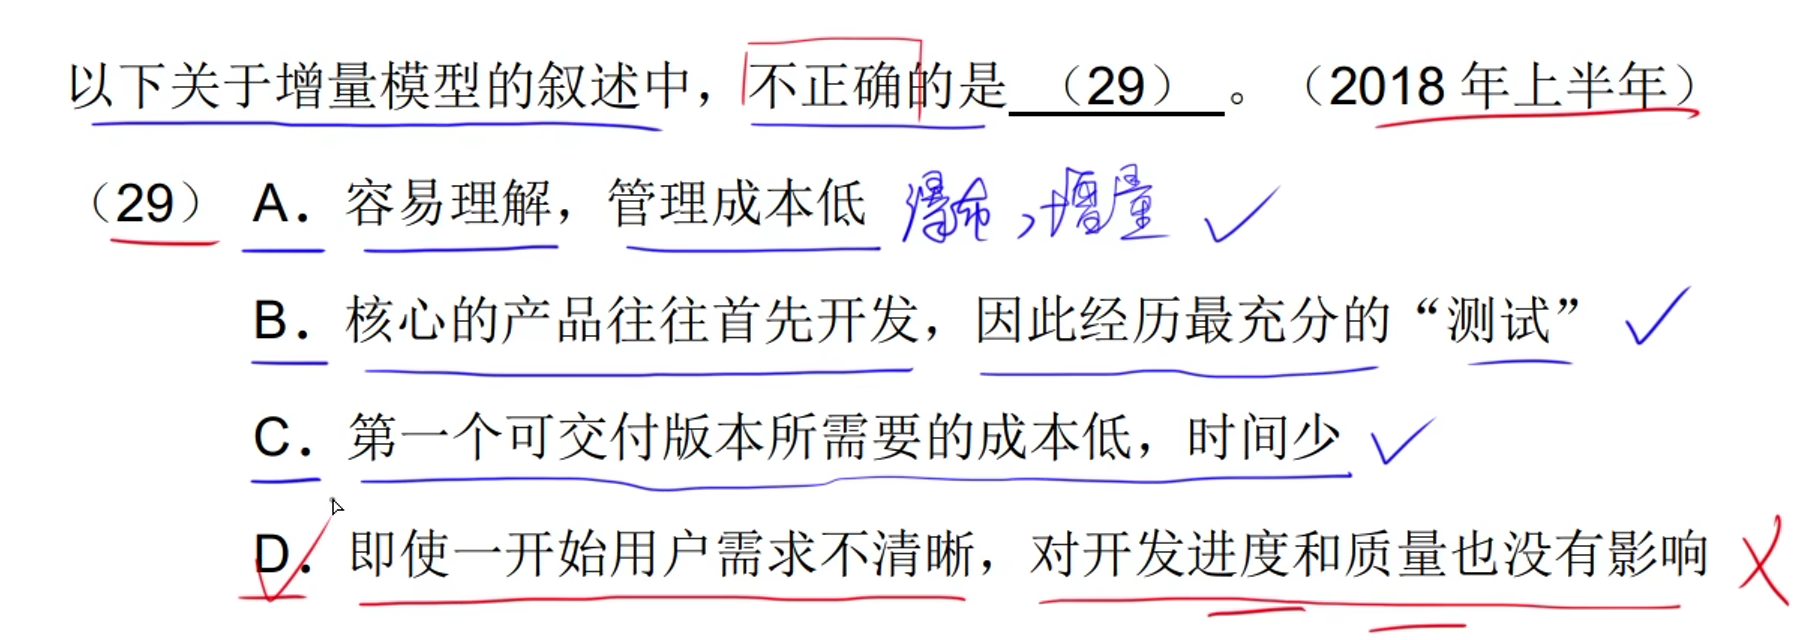 以下关于增量模型的叙述中，不正确的是 （29） 。（2018 年上半年）
（29） A. 容易理解，管理成本低 瀑布，增量
B. 核心的产品往往首先开发，因此经历最充分的“测试”
C. 第一个可交付版本所需要的成本低，时间少
D. 即使一开始用户需求不清晰，对开发进度和质量也没有影响